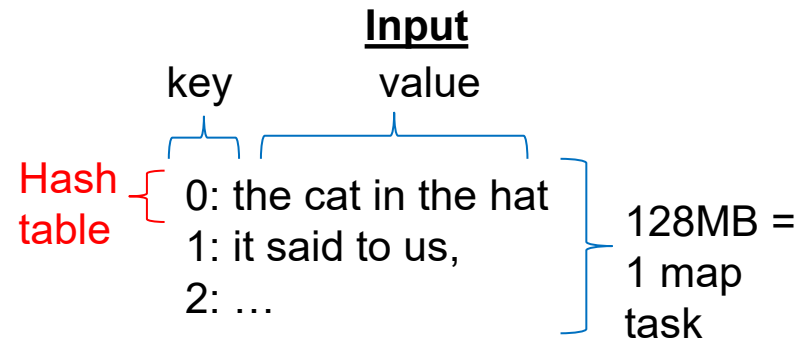 Input
key value
Hash
table
0: the cat in the hat
1: it said to us,
2: …
128MB =
1 map
task